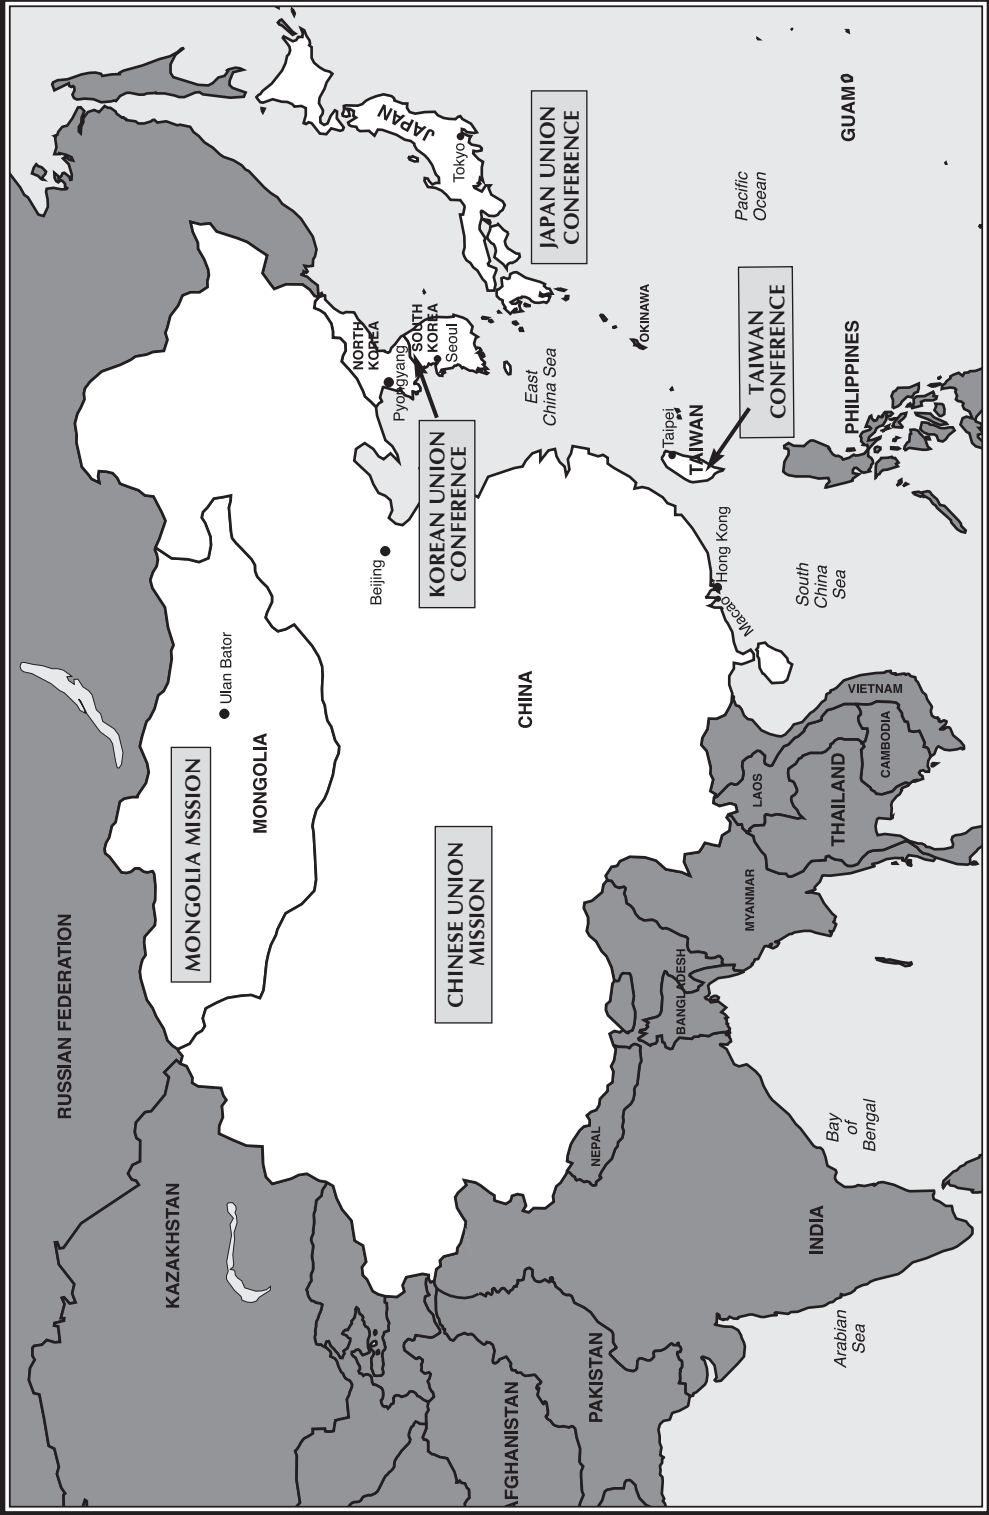 RUSSIAN FEDERATION
KAZAKHSTAN
MONGOLIA MISSION
MONGOLIA
Ulan Bator
CHINESE UNION
MISSION
CHINA
Beijing
KOREAN UNION
CONFERENCE
NORTH
KOREA
Pyongyang
SOUTH
KOREA
Seoul
JAPAN
Tokyo
JAPAN UNION
CONFERENCE
East
China Sea
OKINAWA
Pacific
Ocean
GUAM
Taipei
TAIWAN
TAIWAN
CONFERENCE
PHILIPPINES
Hong Kong
Macao
South
China
Sea
VIETNAM
LAOS
CAMBODIA
THAILAND
MYANMAR
BANGLADESH
NEPAL
INDIA
Bay
of
Bengal
Arabian
Sea
PAKISTAN
AFGHANISTAN